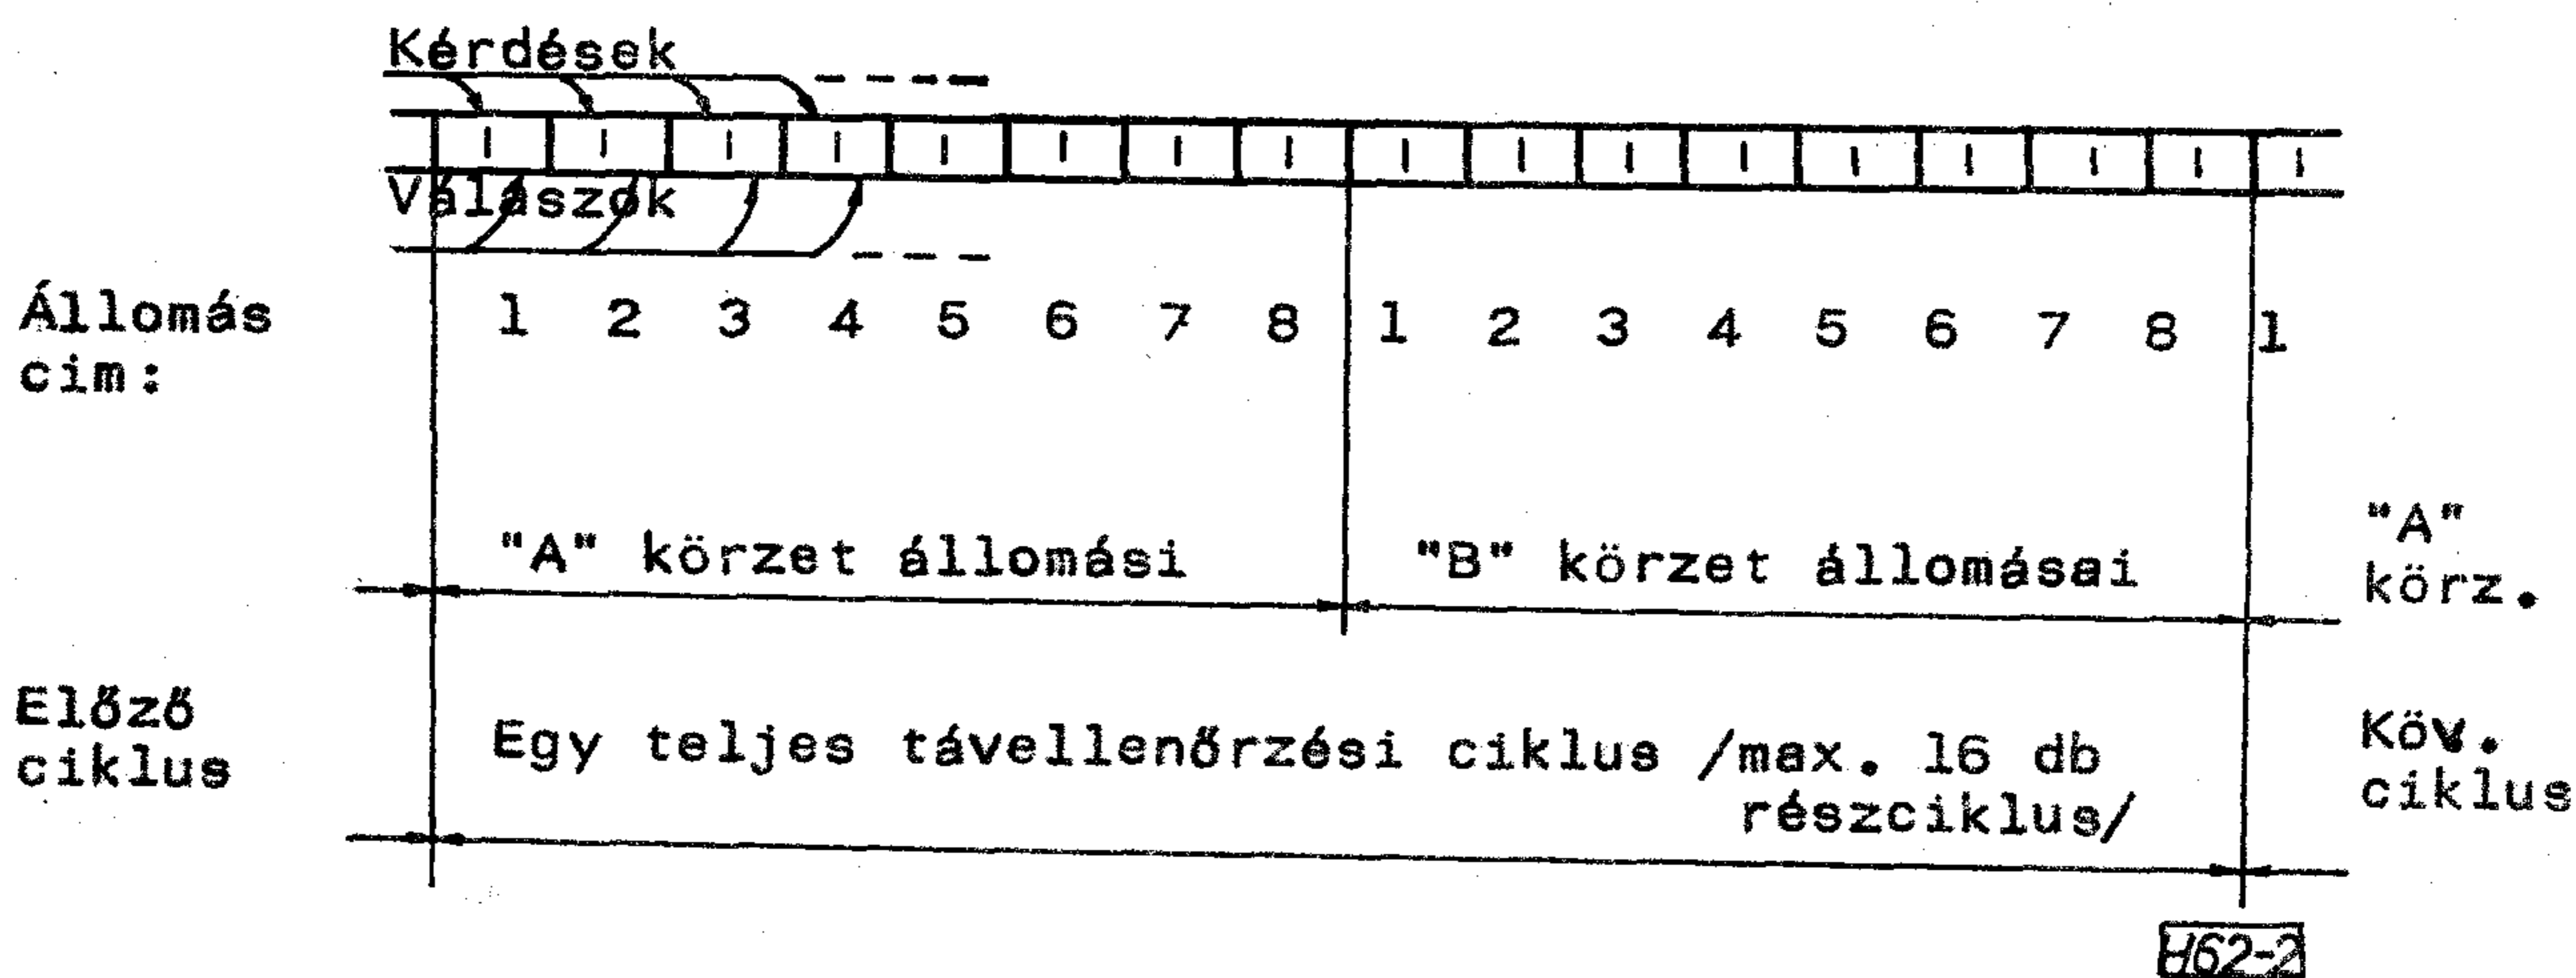 Kérdések
Válaszok
Állomás
cim:
1 2 3 4 5 6 7 8 1 2 3 4 5 6 7 8 1
"A" körzet állomási
"B" körzet állomásai
"A"
körz.
Előző
ciklus
Egy teljes távellenőrzési ciklus /max. 16 db
részciklus/
Köv.
ciklus
H62-2